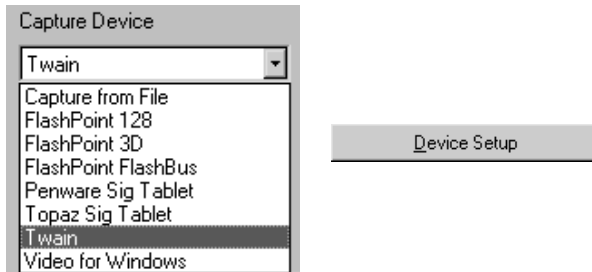 Capture Device
Twain
Capture from File
FlashPoint 128
FlashPoint 3D
FlashPoint FlashBus
Penware Sig Tablet
Topaz Sig Tablet
Twain
Video for Windows
Device Setup